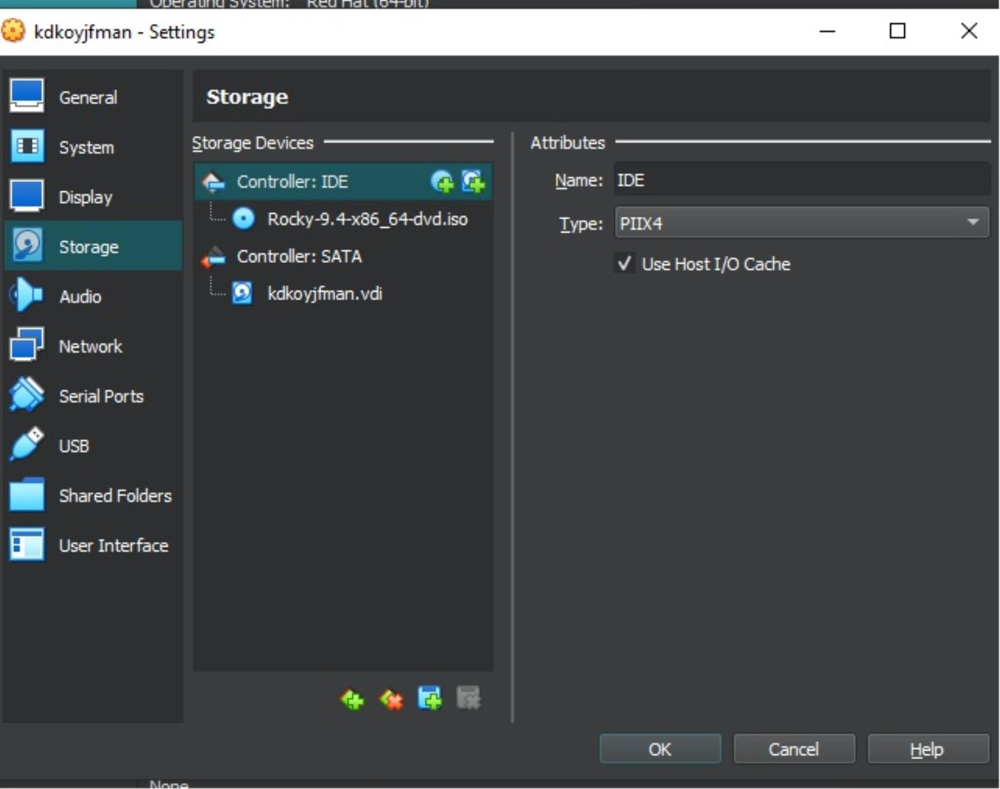 Operating System: Red Hat (64-bit)
kdkoyjfman - Settings
General
System
Display
Storage
Audio
Network
Serial Ports
USB
Shared Folders
User Interface
Storage
Storage Devices
Controller: IDE
Rocky-9.4-x86_64-dvd.iso
Controller: SATA
kdkoyjfman.vdi
Attributes
Name: IDE
Type: PIIX4
Use Host I/O Cache
OK Cancel Help
None